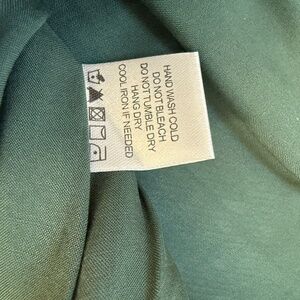 HAND WASH COLD
DO NOT BLEACH
DO NOT TUMBLE DRY
HANG DRY
COOL IRON IF NEEDED